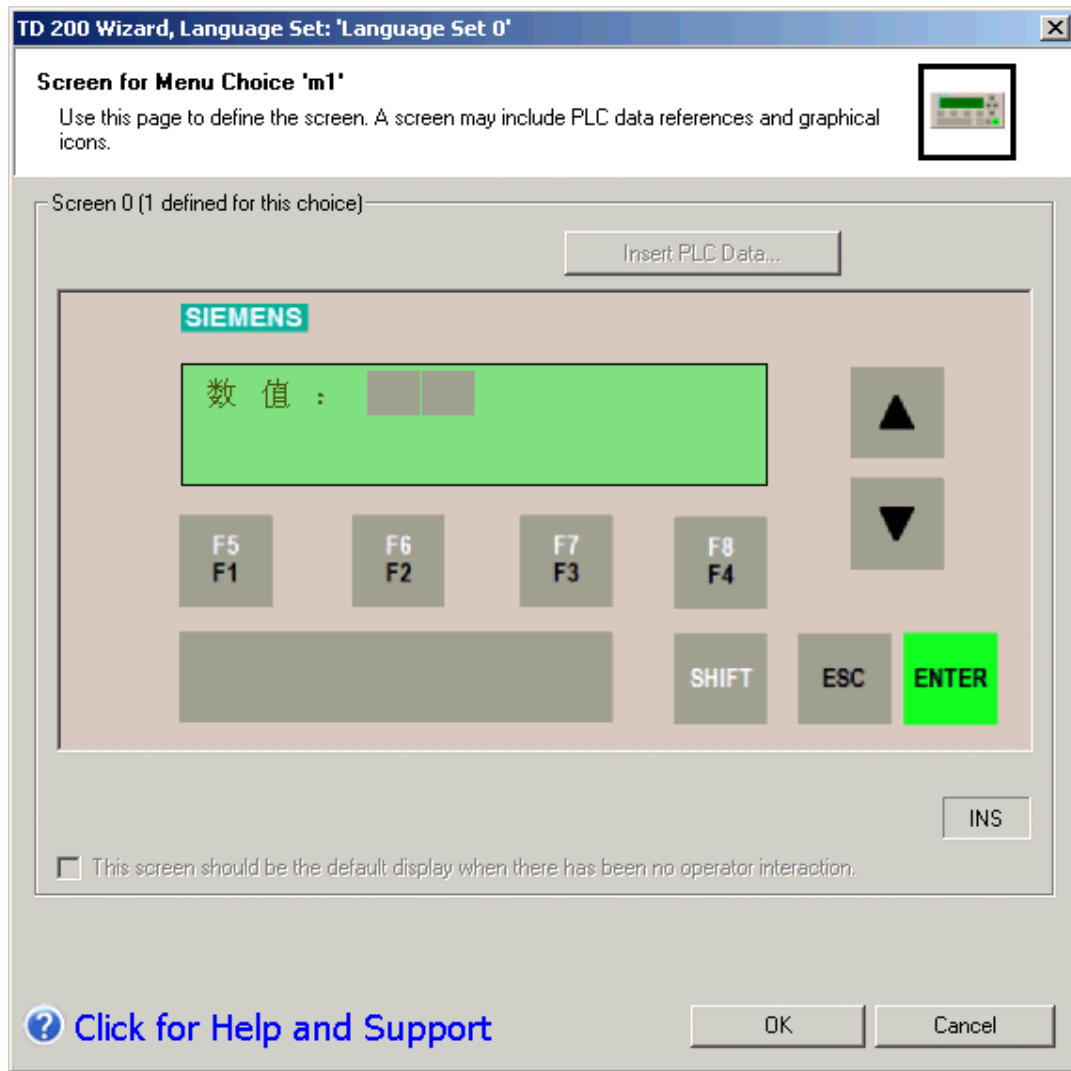 TD 200 Wizard, Language Set: 'Language Set 0'
Screen for Menu Choice 'm1'
Use this page to define the screen. A screen may include PLC data references and graphical
icons.
Screen 0 (1 defined for this choice)
Insert PLC Data...
SIEMENS
数 值 :
F5 F6 F7 F8
F1 F2 F3 F4
SHIFT ESC ENTER
INS
This screen should be the default display when there has been no operator interaction.
Click for Help and Support
OK Cancel